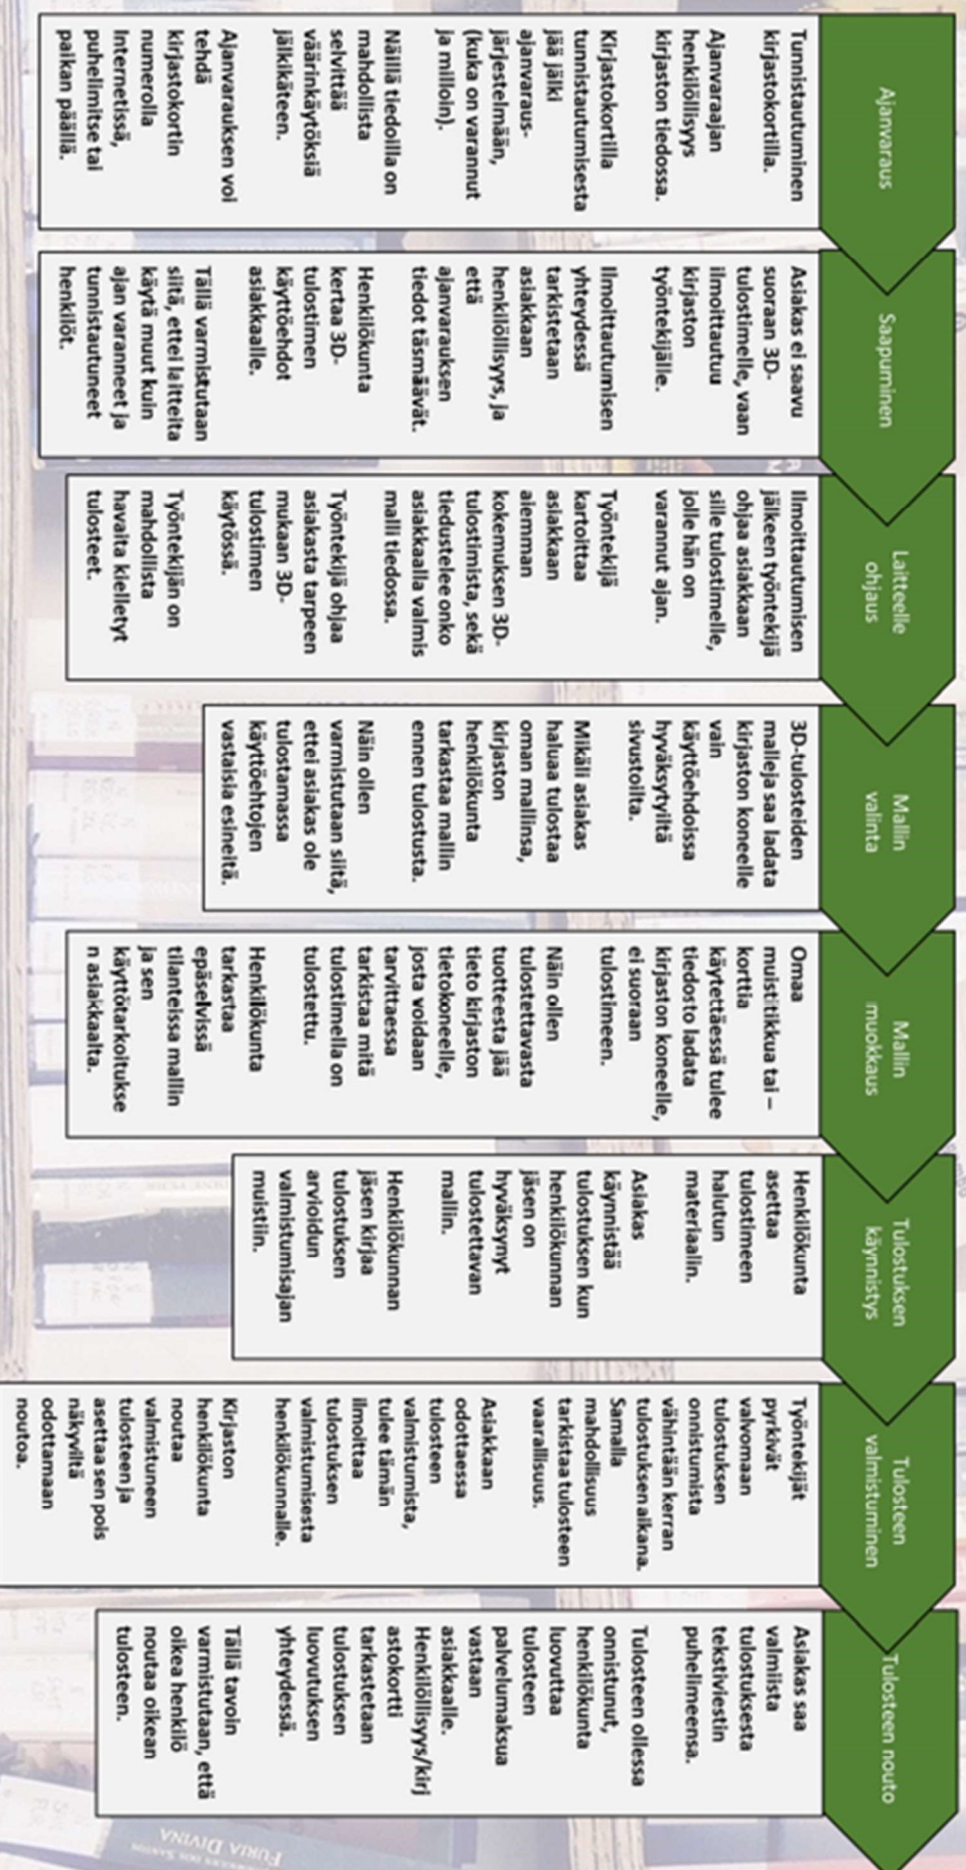 Ajanvaraus
Tunnistautuminen
kirjastokortilla.
Ajanvaraajan
henkilöllisyys
kirjaston tiedossa.
Kirjastokortilla
tunnistautumisesta
jää jälki
ajanvaraus-
järjestelmään,
(kuka on varannut
ja milloin).
Näillä tiedoilla on
mahdollista
selvittää
väärinkäytöksiä
jälkikäteen.
Ajanvarauksen voi
tehdä
kirjastokortin
numerolla
Internetissä,
puhelimitse tai
paikan päällä.
Saapuminen
Asiakas ei saavu
suoraan 3D-
tulostimelle, vaan
ilmoittautuu
kirjaston
työntekijälle.
Ilmoittautumisen
yhteydessä
tarkistetaan
asiakkaan
henkilöllisyys, ja
että
ajanvarauksen
tiedot täsmäävät.
Henkilökunta
kertaa 3D-
tulostimen
käyttöehdot
asiakkaalle.
Tällä varmistutaan
siitä, ettei laitteita
käytä muut kuin
ajan varanneet ja
tunnistautuneet
henkilöt.
Laitteelle
ohjaus
Ilmoittautumisen
jälkeen työntekijä
ohjaa asiakkaan
sille tulostimelle,
jolle hän on
varannut ajan.
Työntekijä
kartoittaa
asiakkaan
aiemman
kokemuksen 3D-
tulostimista, sekä
tiedustelee onko
asiakkaalla valmis
malli tiedossa.
Työntekijä ohjaa
asiakasta tarpeen
mukaan 3D-
tulostimen
käytössä.
Työntekijän on
mahdollista
havaita kielletyt
tulosteet.
Mallin
valinta
3D-tulosteiden
malleja saa ladata
kirjaston koneelle
vain
käyttöehdoissa
hyväksytyiltä
sivustoilta.
Mikäli asiakas
haluaa tulostaa
oman mallinsa,
kirjaston
henkilökunta
tarkastaa mallin
ennen tulostusta.
Näin ollen
varmistutaan siitä,
ettei asiakas ole
tulostamassa
käyttöehtojen
vastaisia esineitä.
Mallin
muokkaus
Omaa
muistitikkua tai –
korttia
käytettäessä tulee
tiedosto ladata
kirjaston koneelle,
ei suoraan
tulostimeen.
Näin ollen
tulostettavasta
tuotteesta jää
tieto kirjaston
tietokoneelle,
josta voidaan
tarvittaessa
tarkistaa mitä
tulostimella on
tulostettu.
Henkilökunta
tarkastaa
epäselvissä
tilanteissa mallin
ja sen
käyttötarkoitukse
n asiakkaalta.
Tulostuksen
käynnistys
Henkilökunta
asettaa
tulostimeen
halutun
materiaalin.
Asiakas
käynnistää
tulostuksen kun
henkilökunnan
jäsen on
hyväksynyt
tulostettavan
mallin.
Henkilökunnan
jäsen kirjaa
tulostuksen
arvioidun
valmistumisajan
muistiin.
Tulosteen
valmistuminen
Työntekijät
pyrkivät
valvomaan
tulostuksen
onnistumista
vähintään kerran
tulostuksen aikana.
Samalla
mahdollisuus
tarkistaa tulosteen
vaarallisuus.
Asiakkaan
odottaessa
tulosteen
valmistumista,
tulee tämän
ilmoittaa
tulostuksen
valmistumisesta
henkilökunnalle.
Kirjaston
henkilökunta
noutaa
valmistuneen
tulosteen ja
asettaa sen pois
näkyviltä
odottamaan
noutoa.
Tulosteen nouto
Asiakas saa
valmiista
tulostuksesta
tekstiviestin
puhelimeensa.
Tulosteen ollessa
onnistunut,
henkilökunta
luovuttaa
tulosteen
palvelumaksua
vastaan
asiakkaalle.
Henkilöllisyys/kirj
astokortti
tarkastetaan
tulostuksen
luovutuksen
yhteydessä.
Tällä tavoin
varmistutaan, että
oikea henkilö
noutaa oikean
tulosteen.
FURIA DIVINA